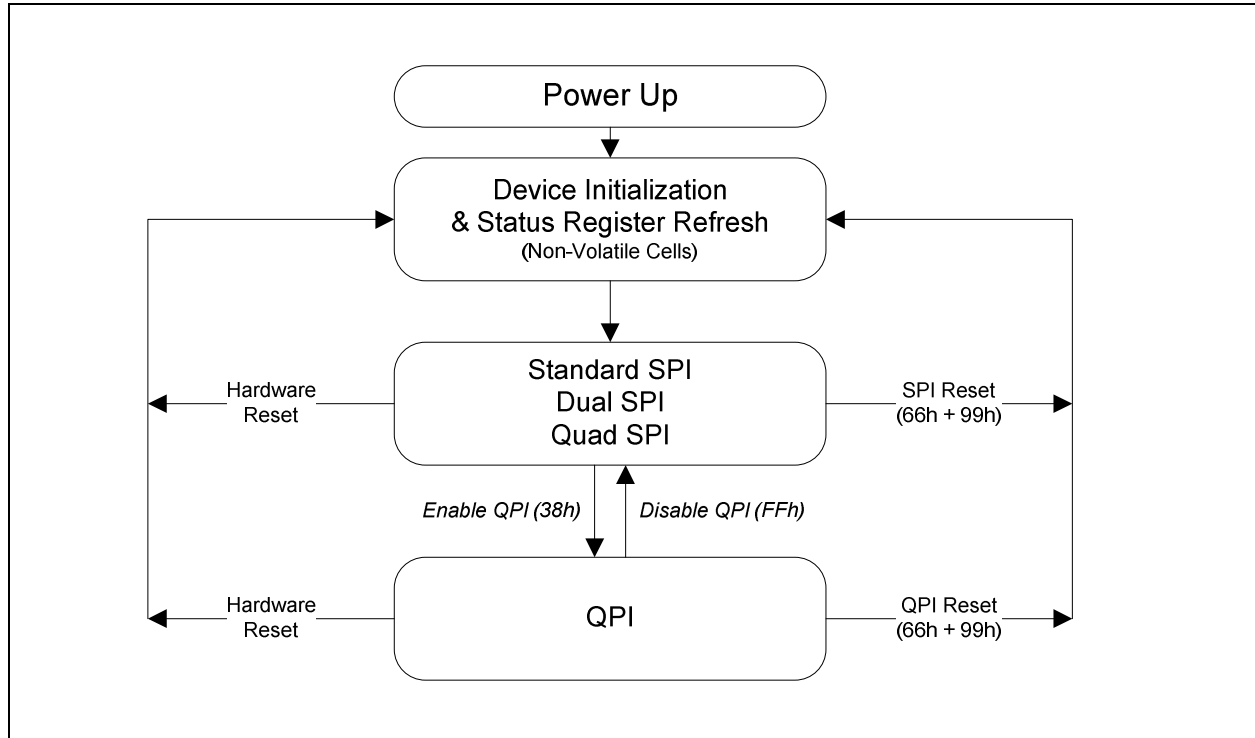 Power Up
Device Initialization
& Status Register Refresh
(Non-Volatile Cells)
Standard SPI
Dual SPI
Quad SPI
Hardware
Reset
SPI Reset
(66h + 99h)
Enable QPI (38h)
Disable QPI (FFh)
QPI
Hardware
Reset
QPI Reset
(66h + 99h)